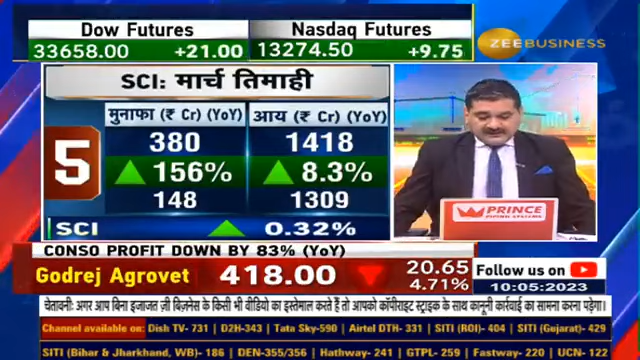 Dow Futures
33658.00 +21.00
Nasdaq Futures
13274.50 +9.75
ZEEBUSINESS
SCI: मार्च तिमाही
5
मुनाफा (₹ Cr) (YoY) आय (₹ Cr) (YoY)
380 1418
156% 8.3%
148 1309
SCI 0.32%
PRINCE
PIPING SYSTEMS
CONSO PROFIT DOWN BY 83% (YoY)
Godrej Agrovet 418.00 20.65
4.71%
Follow us on
10:05:2023
चेतावनी: अगर आप बिना इजाजत ज़ी बिज़नेस के किसी भी वीडियो का इस्तेमाल करते हैं तो आपको कॉपीराइट स्ट्राइक के साथ कानूनी कार्रवाई का सामना करना पड़ेगा।
Channel available on: Dish TV- 731 | D2H-343 | Tata Sky-590 | Airtel DTH- 331 | SITI (ROI)- 404 | SITI (Gujarat)- 429
SITI (Bihar & Jharkhand, WB)- 186 | DEN-355/356 | Hathway-241 | GTPL-259 | Fastway-220 | UCN-122